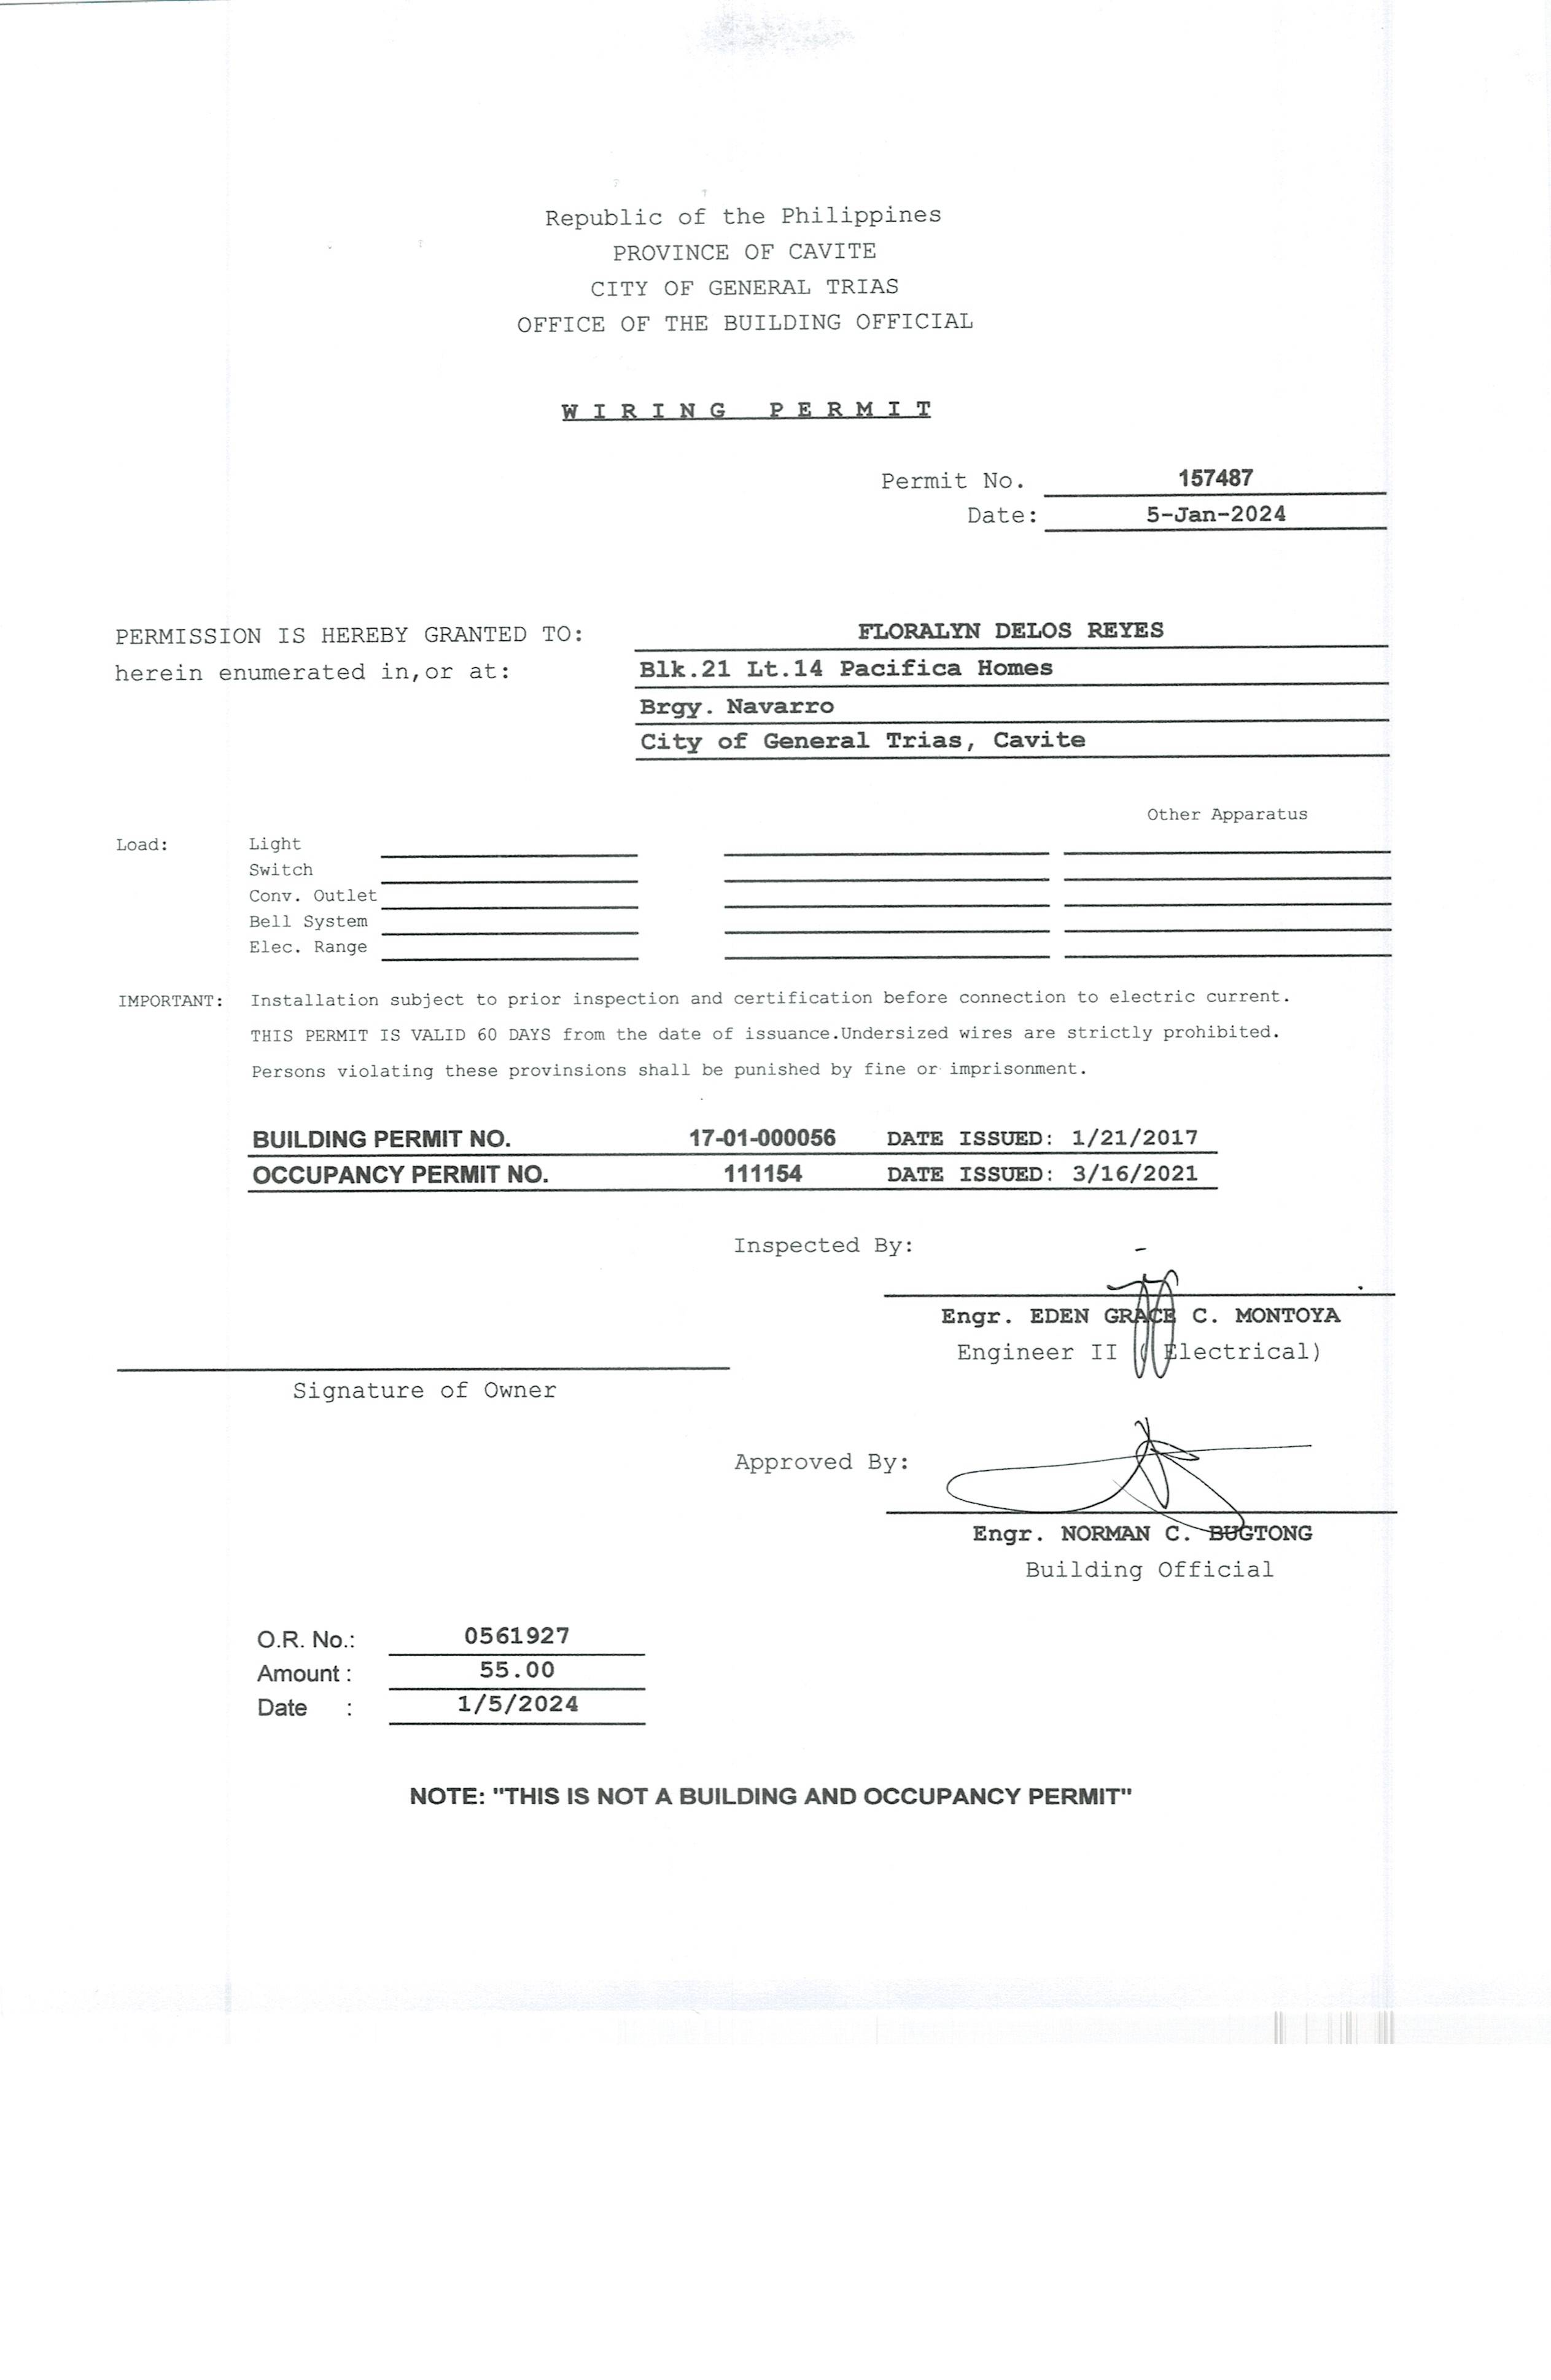 Republic of the Philippines
PROVINCE OF CAVITE
CITY OF GENERAL TRIAS
OFFICE OF THE BUILDING OFFICIAL
WIRING PERMIT
Permit No. 157487
Date: 5-Jan-2024
PERMISSION IS HEREBY GRANTED TO: FLORALYN DELOS REYES
herein enumerated in,or at: Blk.21 Lt.14 Pacifica Homes
Brgy. Navarro
City of General Trias, Cavite
Other Apparatus
Load: Light
Switch
Conv. Outlet
Bell System
Elec. Range
IMPORTANT: Installation subject to prior inspection and certification before connection to electric current.
THIS PERMIT IS VALID 60 DAYS from the date of issuance.Undersized wires are strictly prohibited.
Persons violating these provinsions shall be punished by fine or imprisonment.
BUILDING PERMIT NO. 17-01-000056 DATE ISSUED: 1/21/2017
OCCUPANCY PERMIT NO. 111154 DATE ISSUED: 3/16/2021
Inspected By:
Engr. EDEN GRACE C. MONTOYA
Engineer II ( Electrical)
Signature of Owner
Approved By:
Engr. NORMAN C. BUGTONG
Building Official
O.R. No.: 0561927
Amount : 55.00
Date : 1/5/2024
NOTE: "THIS IS NOT A BUILDING AND OCCUPANCY PERMIT"